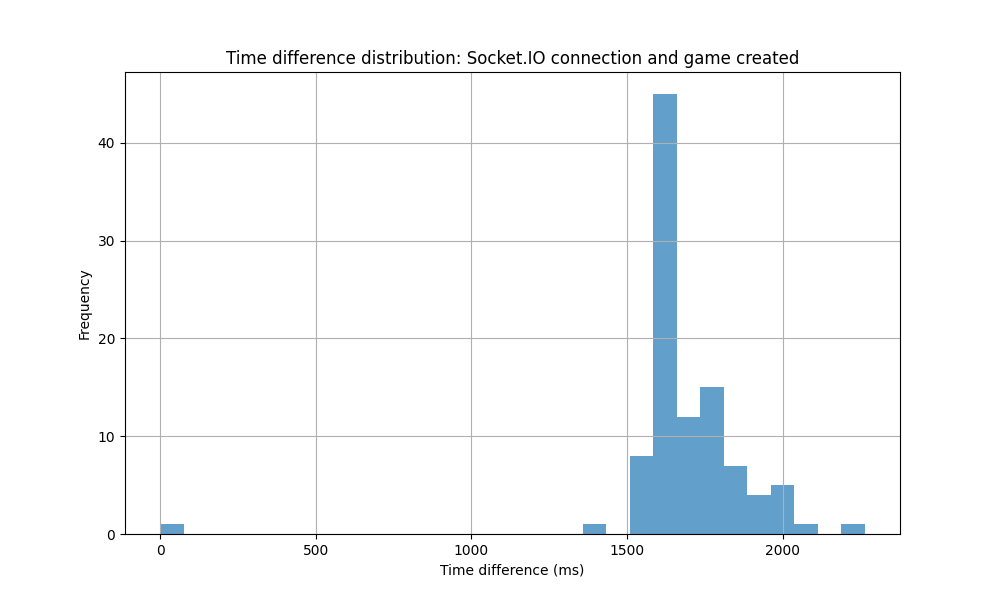 Time difference distribution: Socket.IO connection and game created
40
30
20
10
0
Frequency
0 500 1000 1500 2000
Time difference (ms)